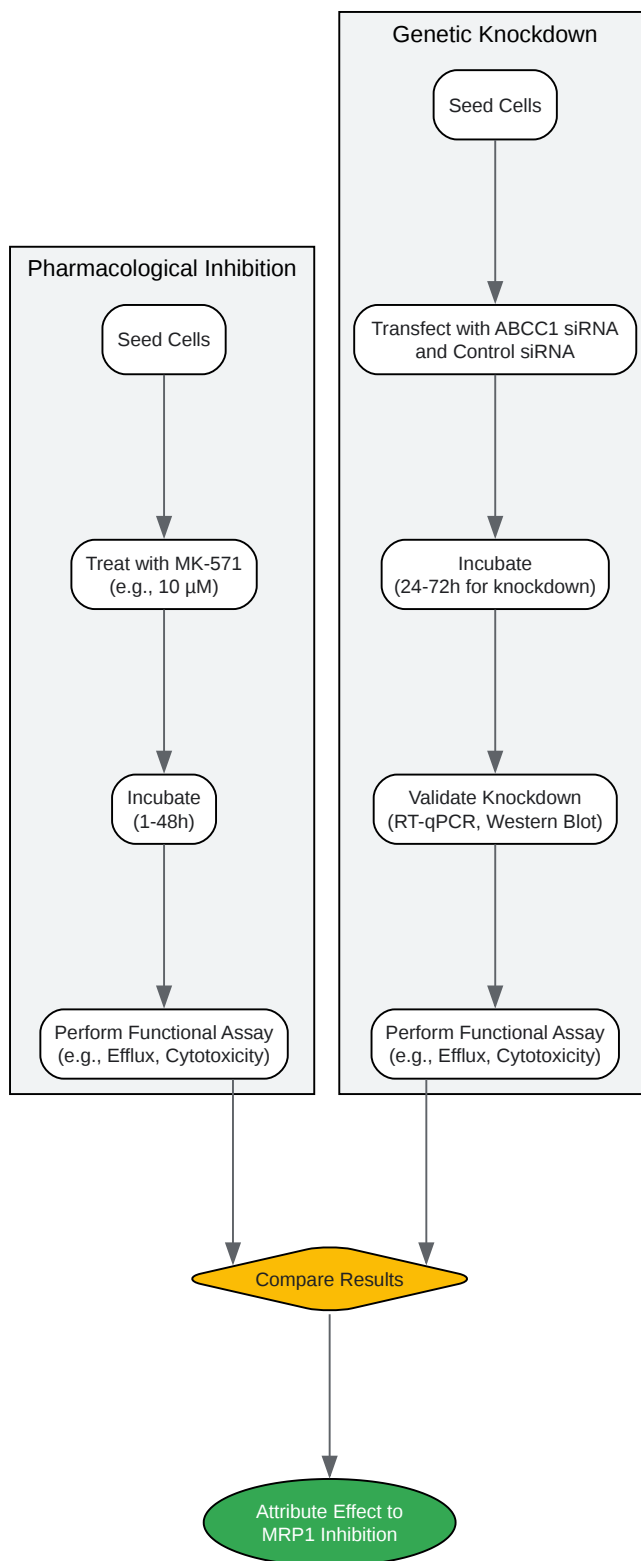 Pharmacological Inhibition
Seed Cells
Treat with MK-571
(e.g., 10 µM)
Incubate
(1-48h)
Perform Functional Assay
(e.g., Efflux, Cytotoxicity)
Genetic Knockdown
Seed Cells
Transfect with ABCC1 siRNA
and Control siRNA
Incubate
(24-72h for knockdown)
Validate Knockdown
(RT-qPCR, Western Blot)
Perform Functional Assay
(e.g., Efflux, Cytotoxicity)
Compare Results
Attribute Effect to
MRP1 Inhibition